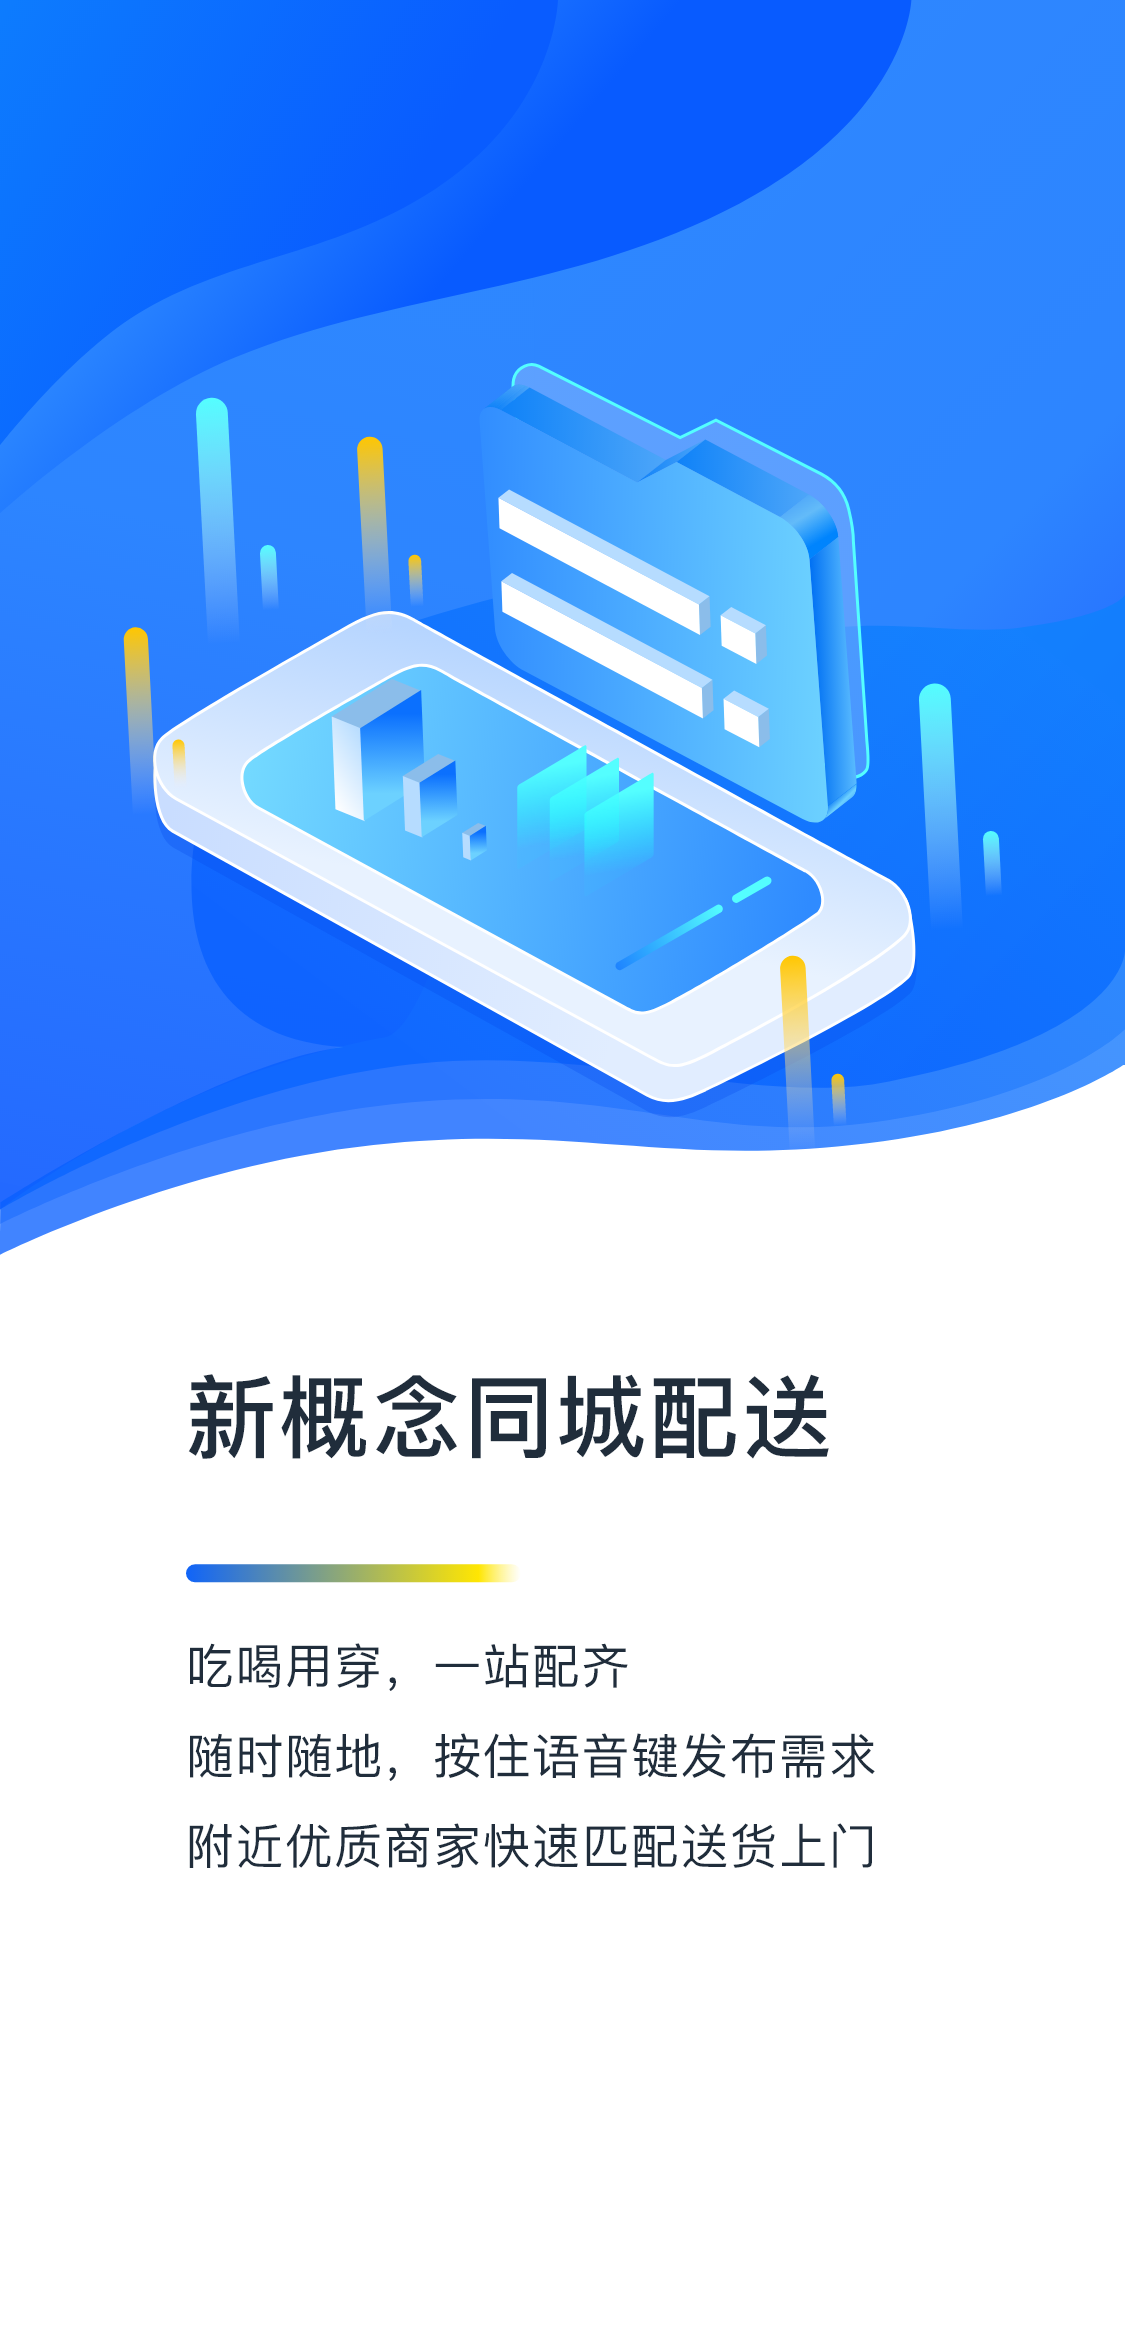 新概念同城配送
吃喝用穿，一站配齐
随时随地，按住语音键发布需求
附近优质商家快速匹配送货上门